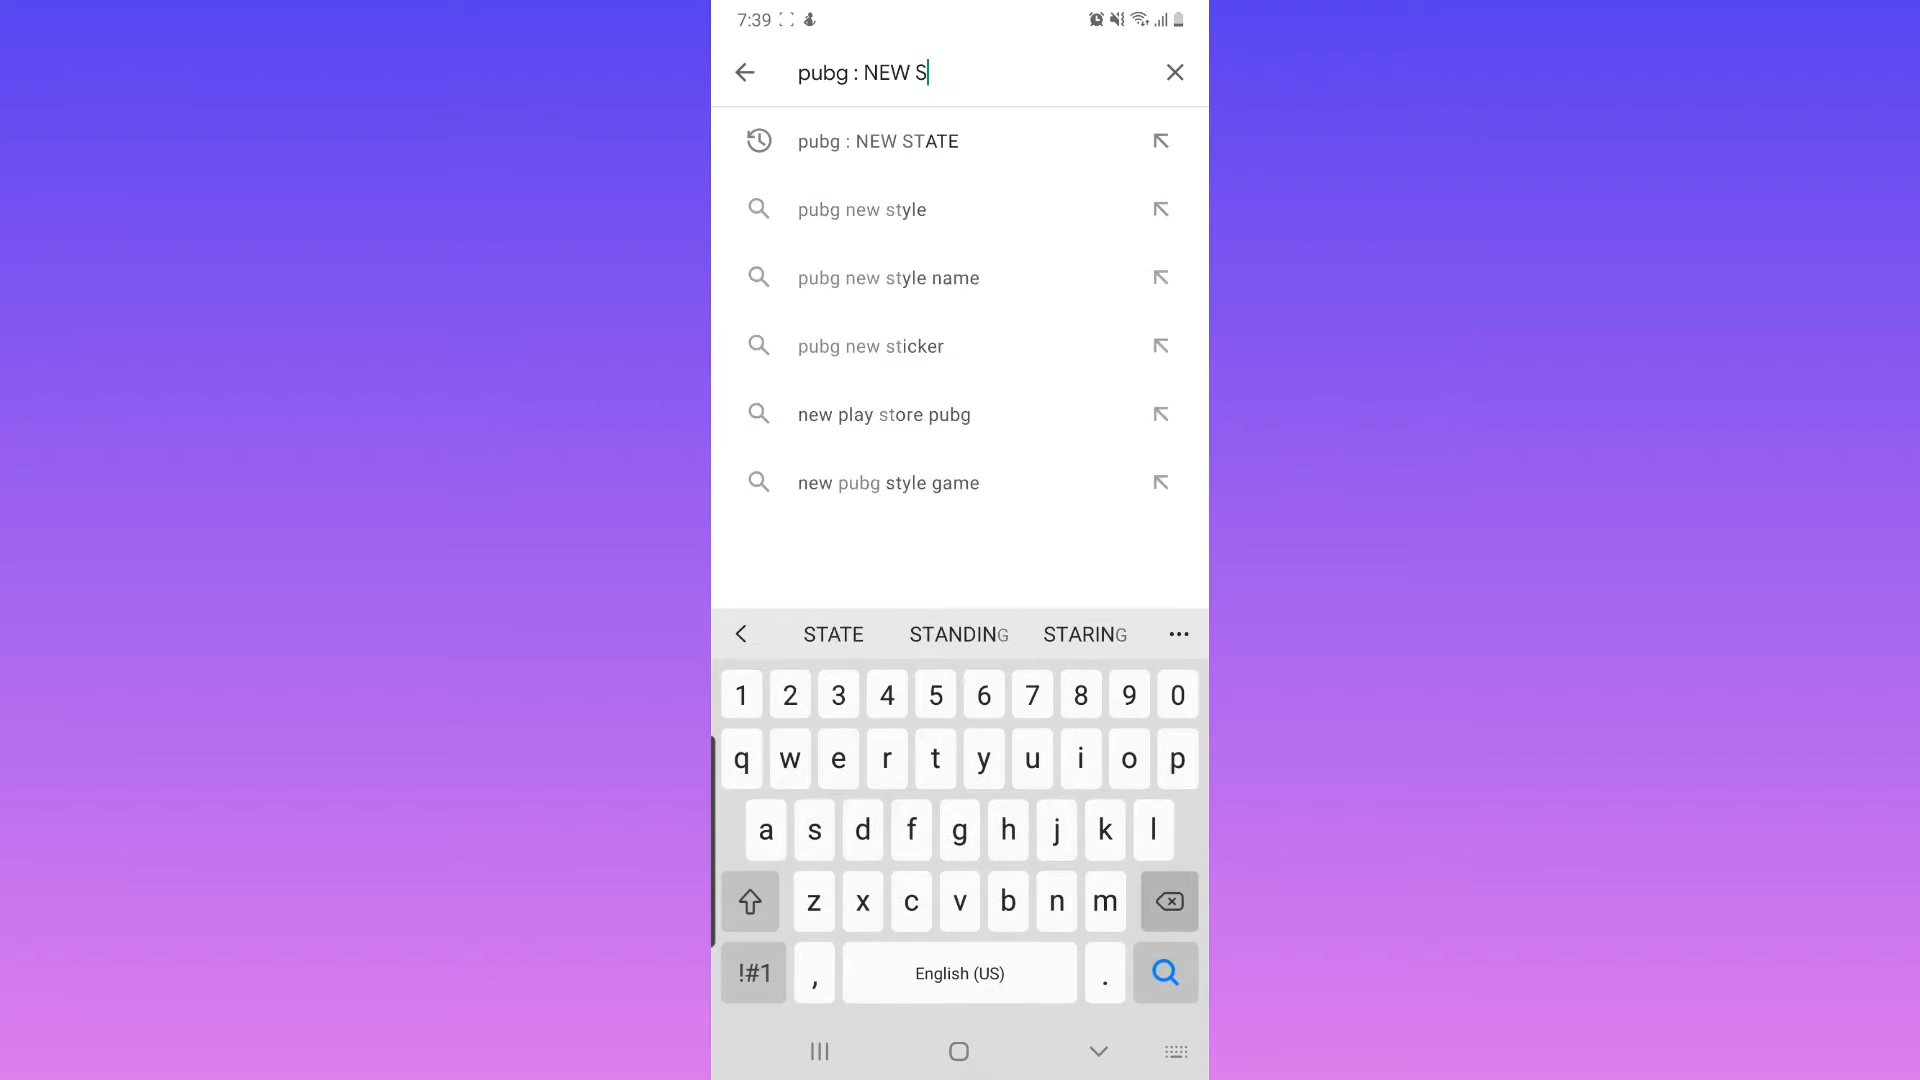 7:39
pubg : NEW S
pubg : NEW STATE
pubg new style
pubg new style name
pubg new sticker
new play store pubg
new pubg style game
STATE STANDING STARING
1 2 3 4 5 6 7 8 9 0
q w e r t y u i o p
a s d f g h j k l
z x c v b n m
!#1 , English (US) .